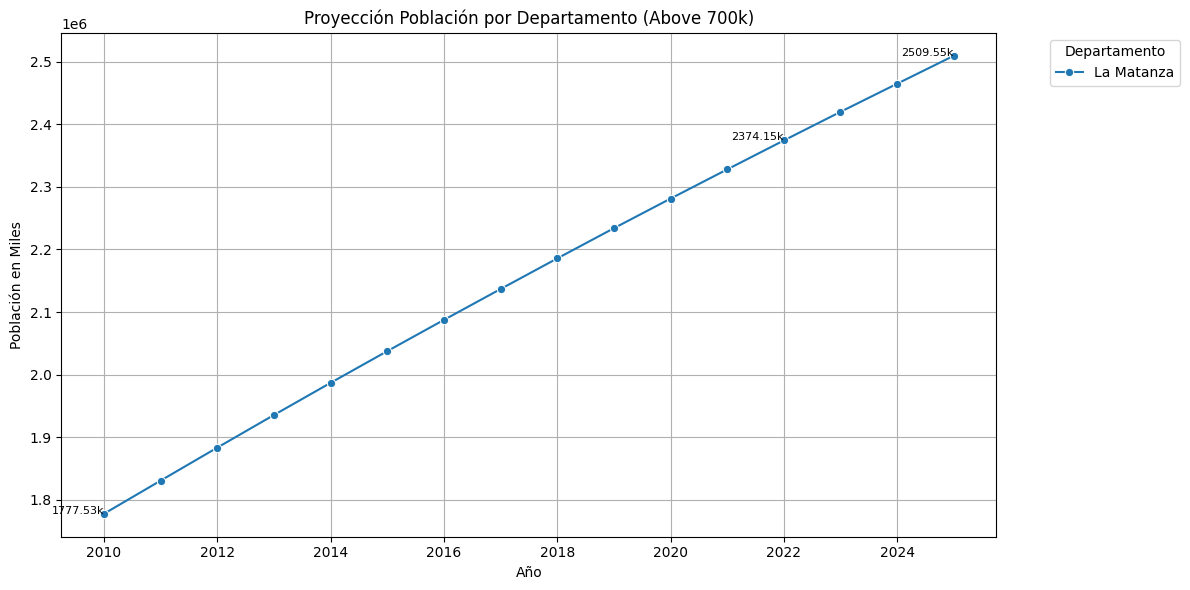 Proyección Población por Departamento (Above 700k)
1e6
Población en Miles
2.5
2.4
2.3
2.2
2.1
2.0
1.9
1.8
2509.55k
2374.15k
1777.53k
2010 2012 2014 2016 2018 2020 2022 2024
Año
Departamento
La Matanza